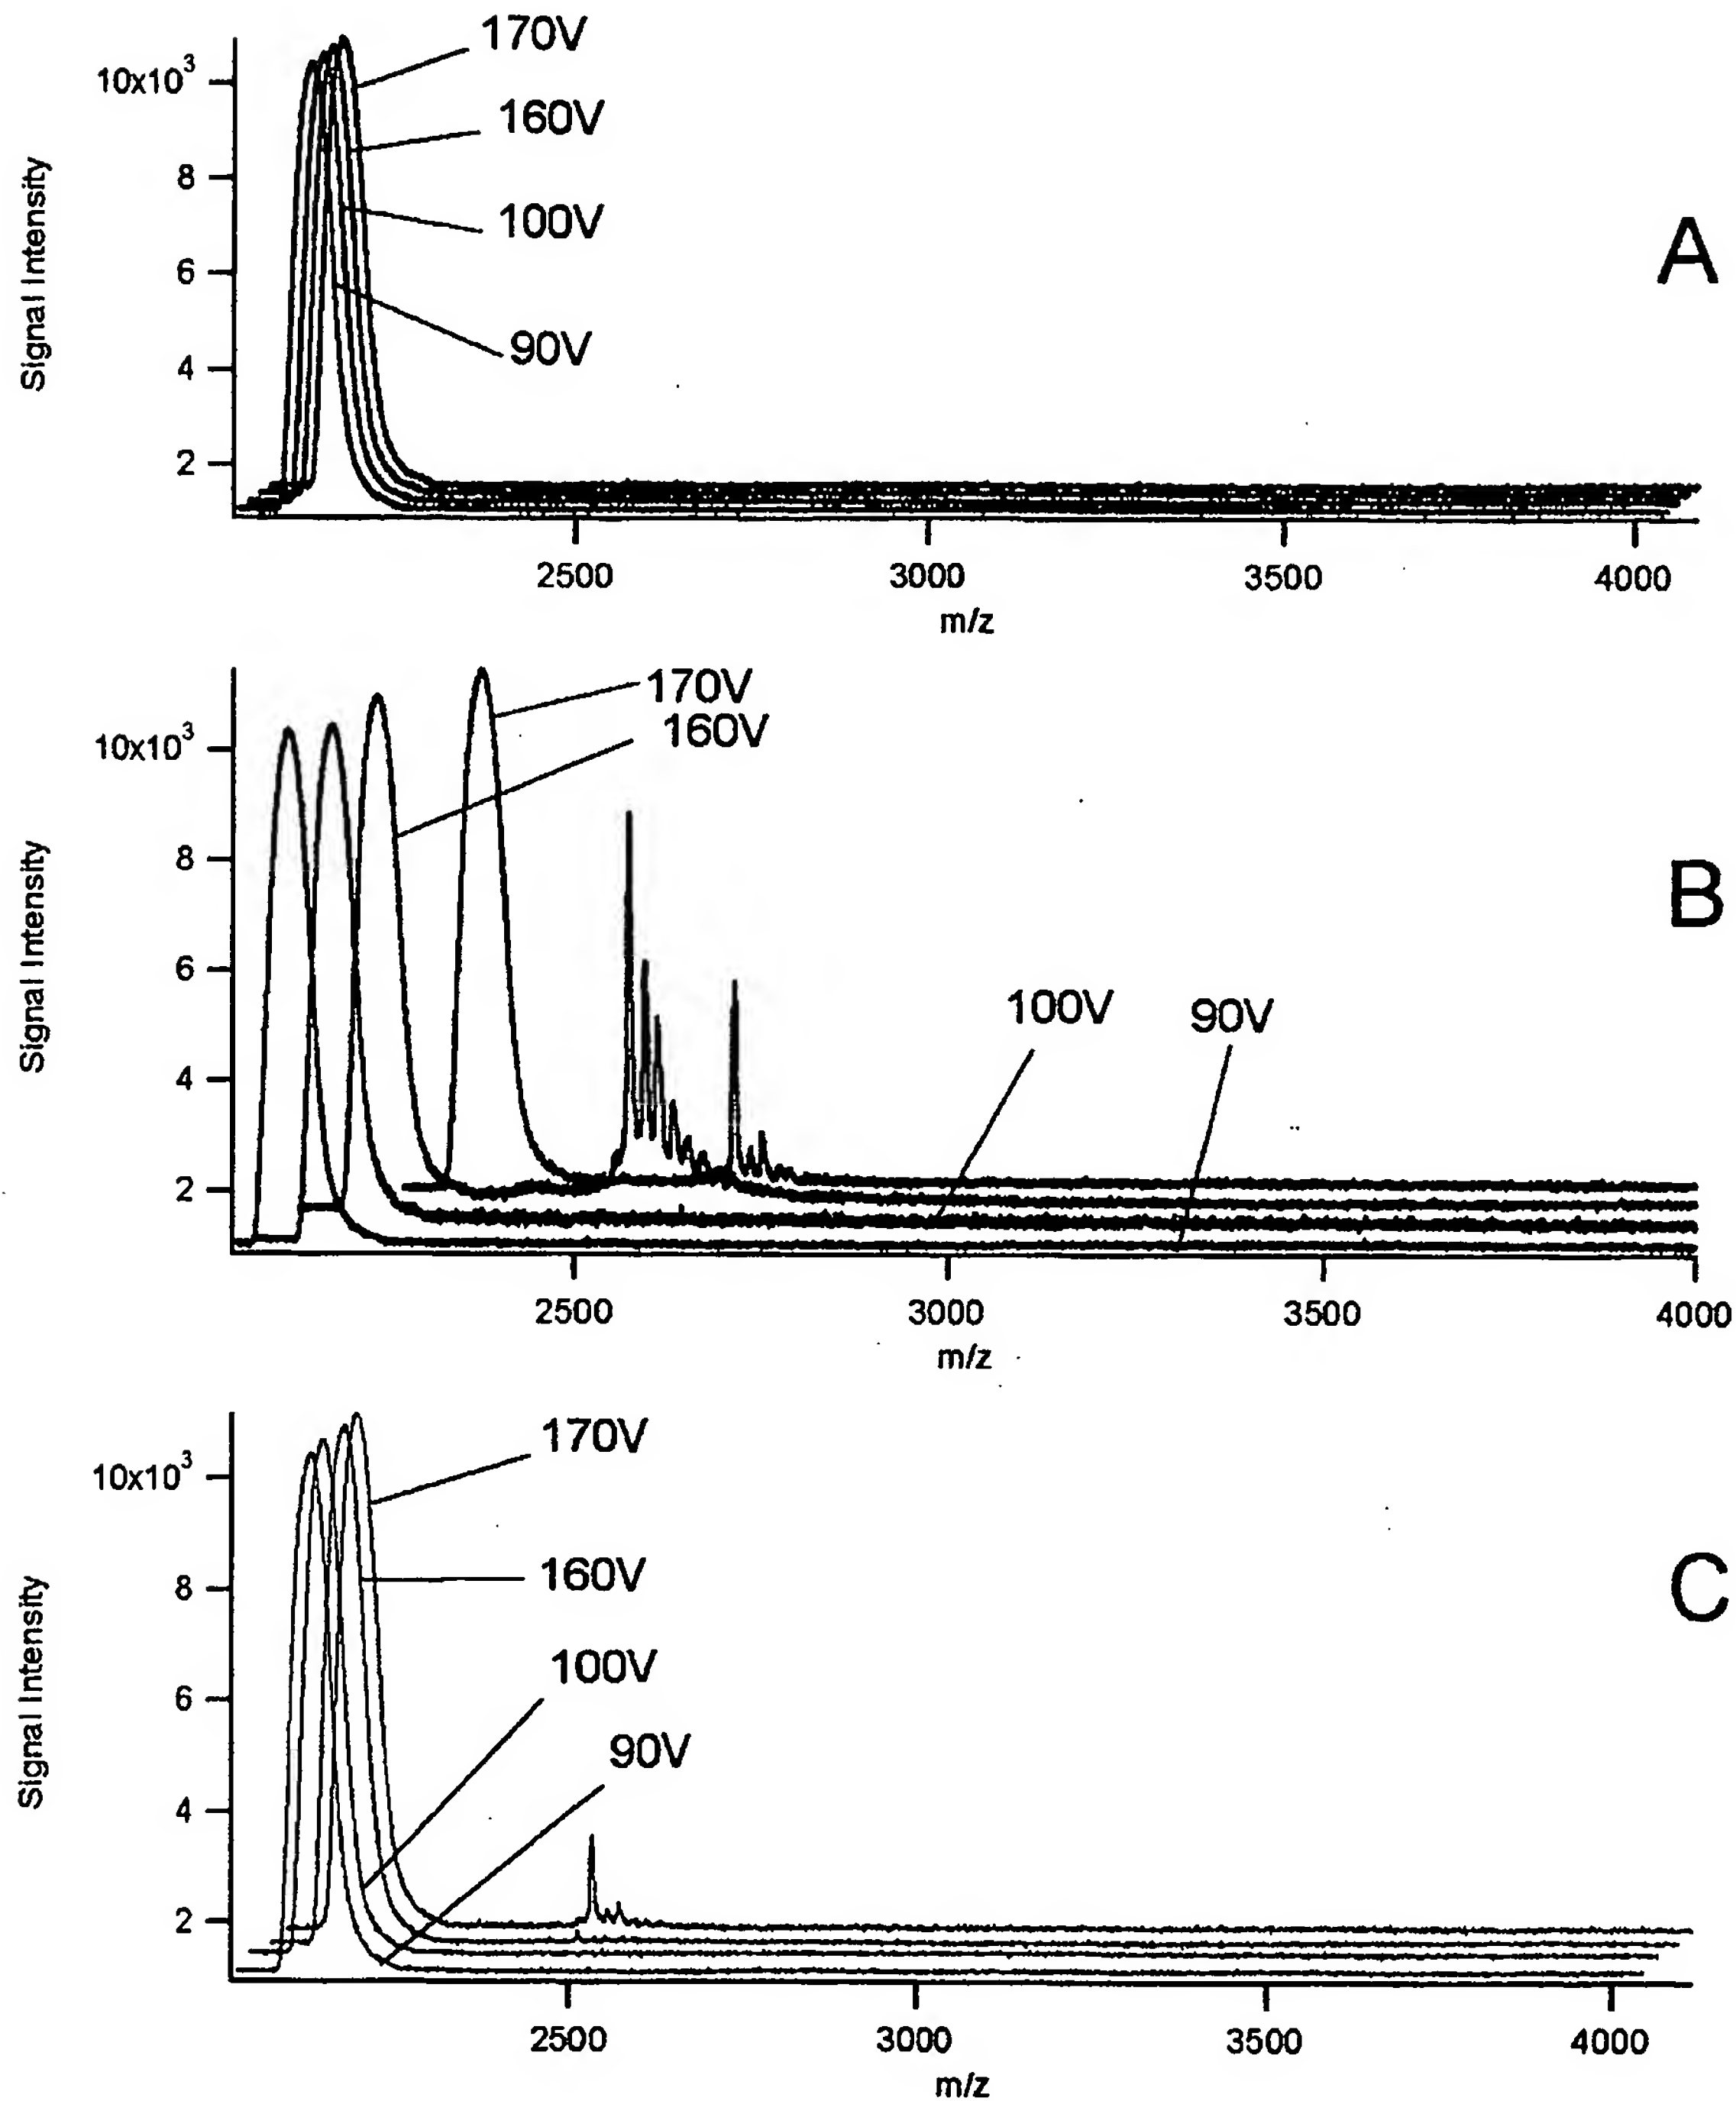 170V
10x10³
160V
8
100V
6
90V
4
2
Signal Intensity
A
2500 3000 3500 4000
m/z
170V
160V
10x10³
8
6
100V 90V
4
2
Signal Intensity
B
2500 3000 3500 4000
m/z
170V
10x10³
160V
8
100V
6
90V
4
2
Signal Intensity
C
2500 3000 3500 4000
m/z